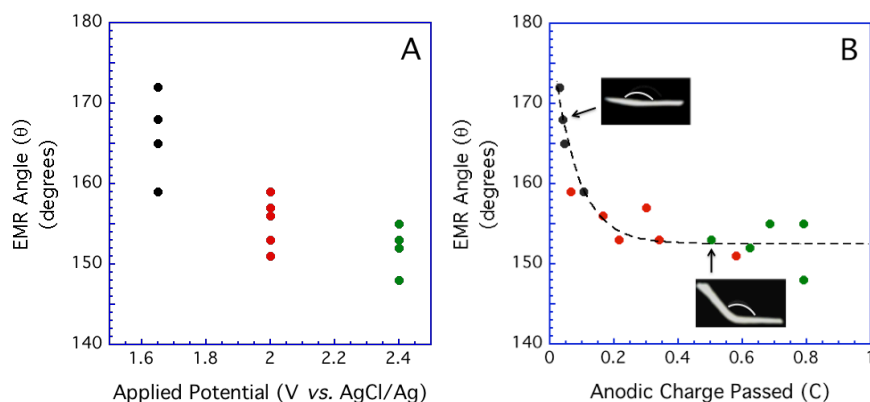 A
180
170
160
150
140
EMR Angle (θ)
(degrees)
1.6
1.8
2
2.2
2.4
Applied Potential (V vs. AgCl/Ag)
B
180
170
160
150
140
EMR Angle (θ)
(degrees)
0
0.2
0.4
0.6
0.8
1
Anodic Charge Passed (C)